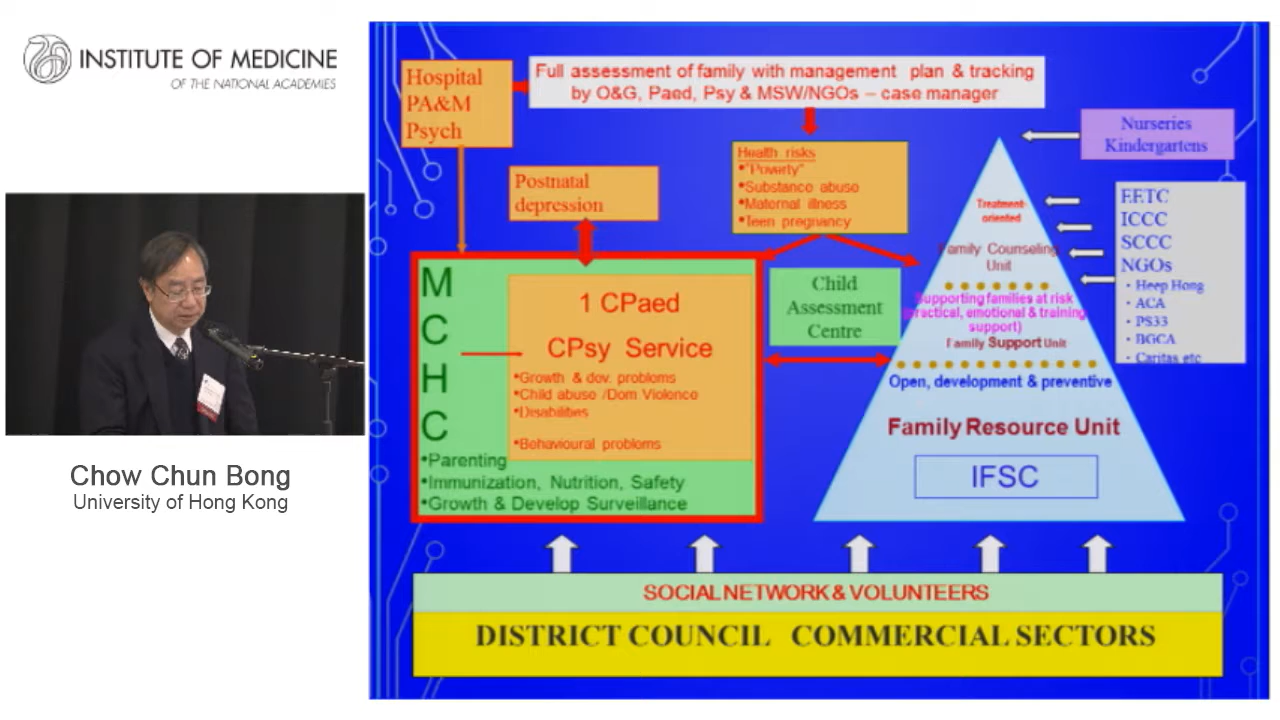 INSTITUTE OF MEDICINE
OF THE NATIONAL ACADEMIES
Chow Chun Bong
University of Hong Kong
Hospital
PA&M
Psych
Full assessment of family with management plan & tracking
by O&G, Paed, Psy & MSW/NGOs – case manager
Postnatal
depression
Health risks
•"Poverty"
•Substance abuse
•Maternal illness
•Teen pregnancy
Nurseries
Kindergartens
EETC
ICCC
SCCC
NGOs
• Heep Hong
• ACA
• PS33
• BGCA
• Caritas etc
M
C
H
C
1 CPaed
CPsy Service
•Growth & dev. problems
•Child abuse /Dom Violence
•Disabilities
•Behavioural problems
•Parenting
•Immunization, Nutrition, Safety
•Growth & Develop Surveillance
Child
Assessment
Centre
Treatment-
oriented
Family Counseling
Unit
Supporting families at risk
(practical, emotional & training
support)
Family Support Unit
Open, development & preventive
Family Resource Unit
IFSC
SOCIAL NETWORK & VOLUNTEERS
DISTRICT COUNCIL COMMERCIAL SECTORS